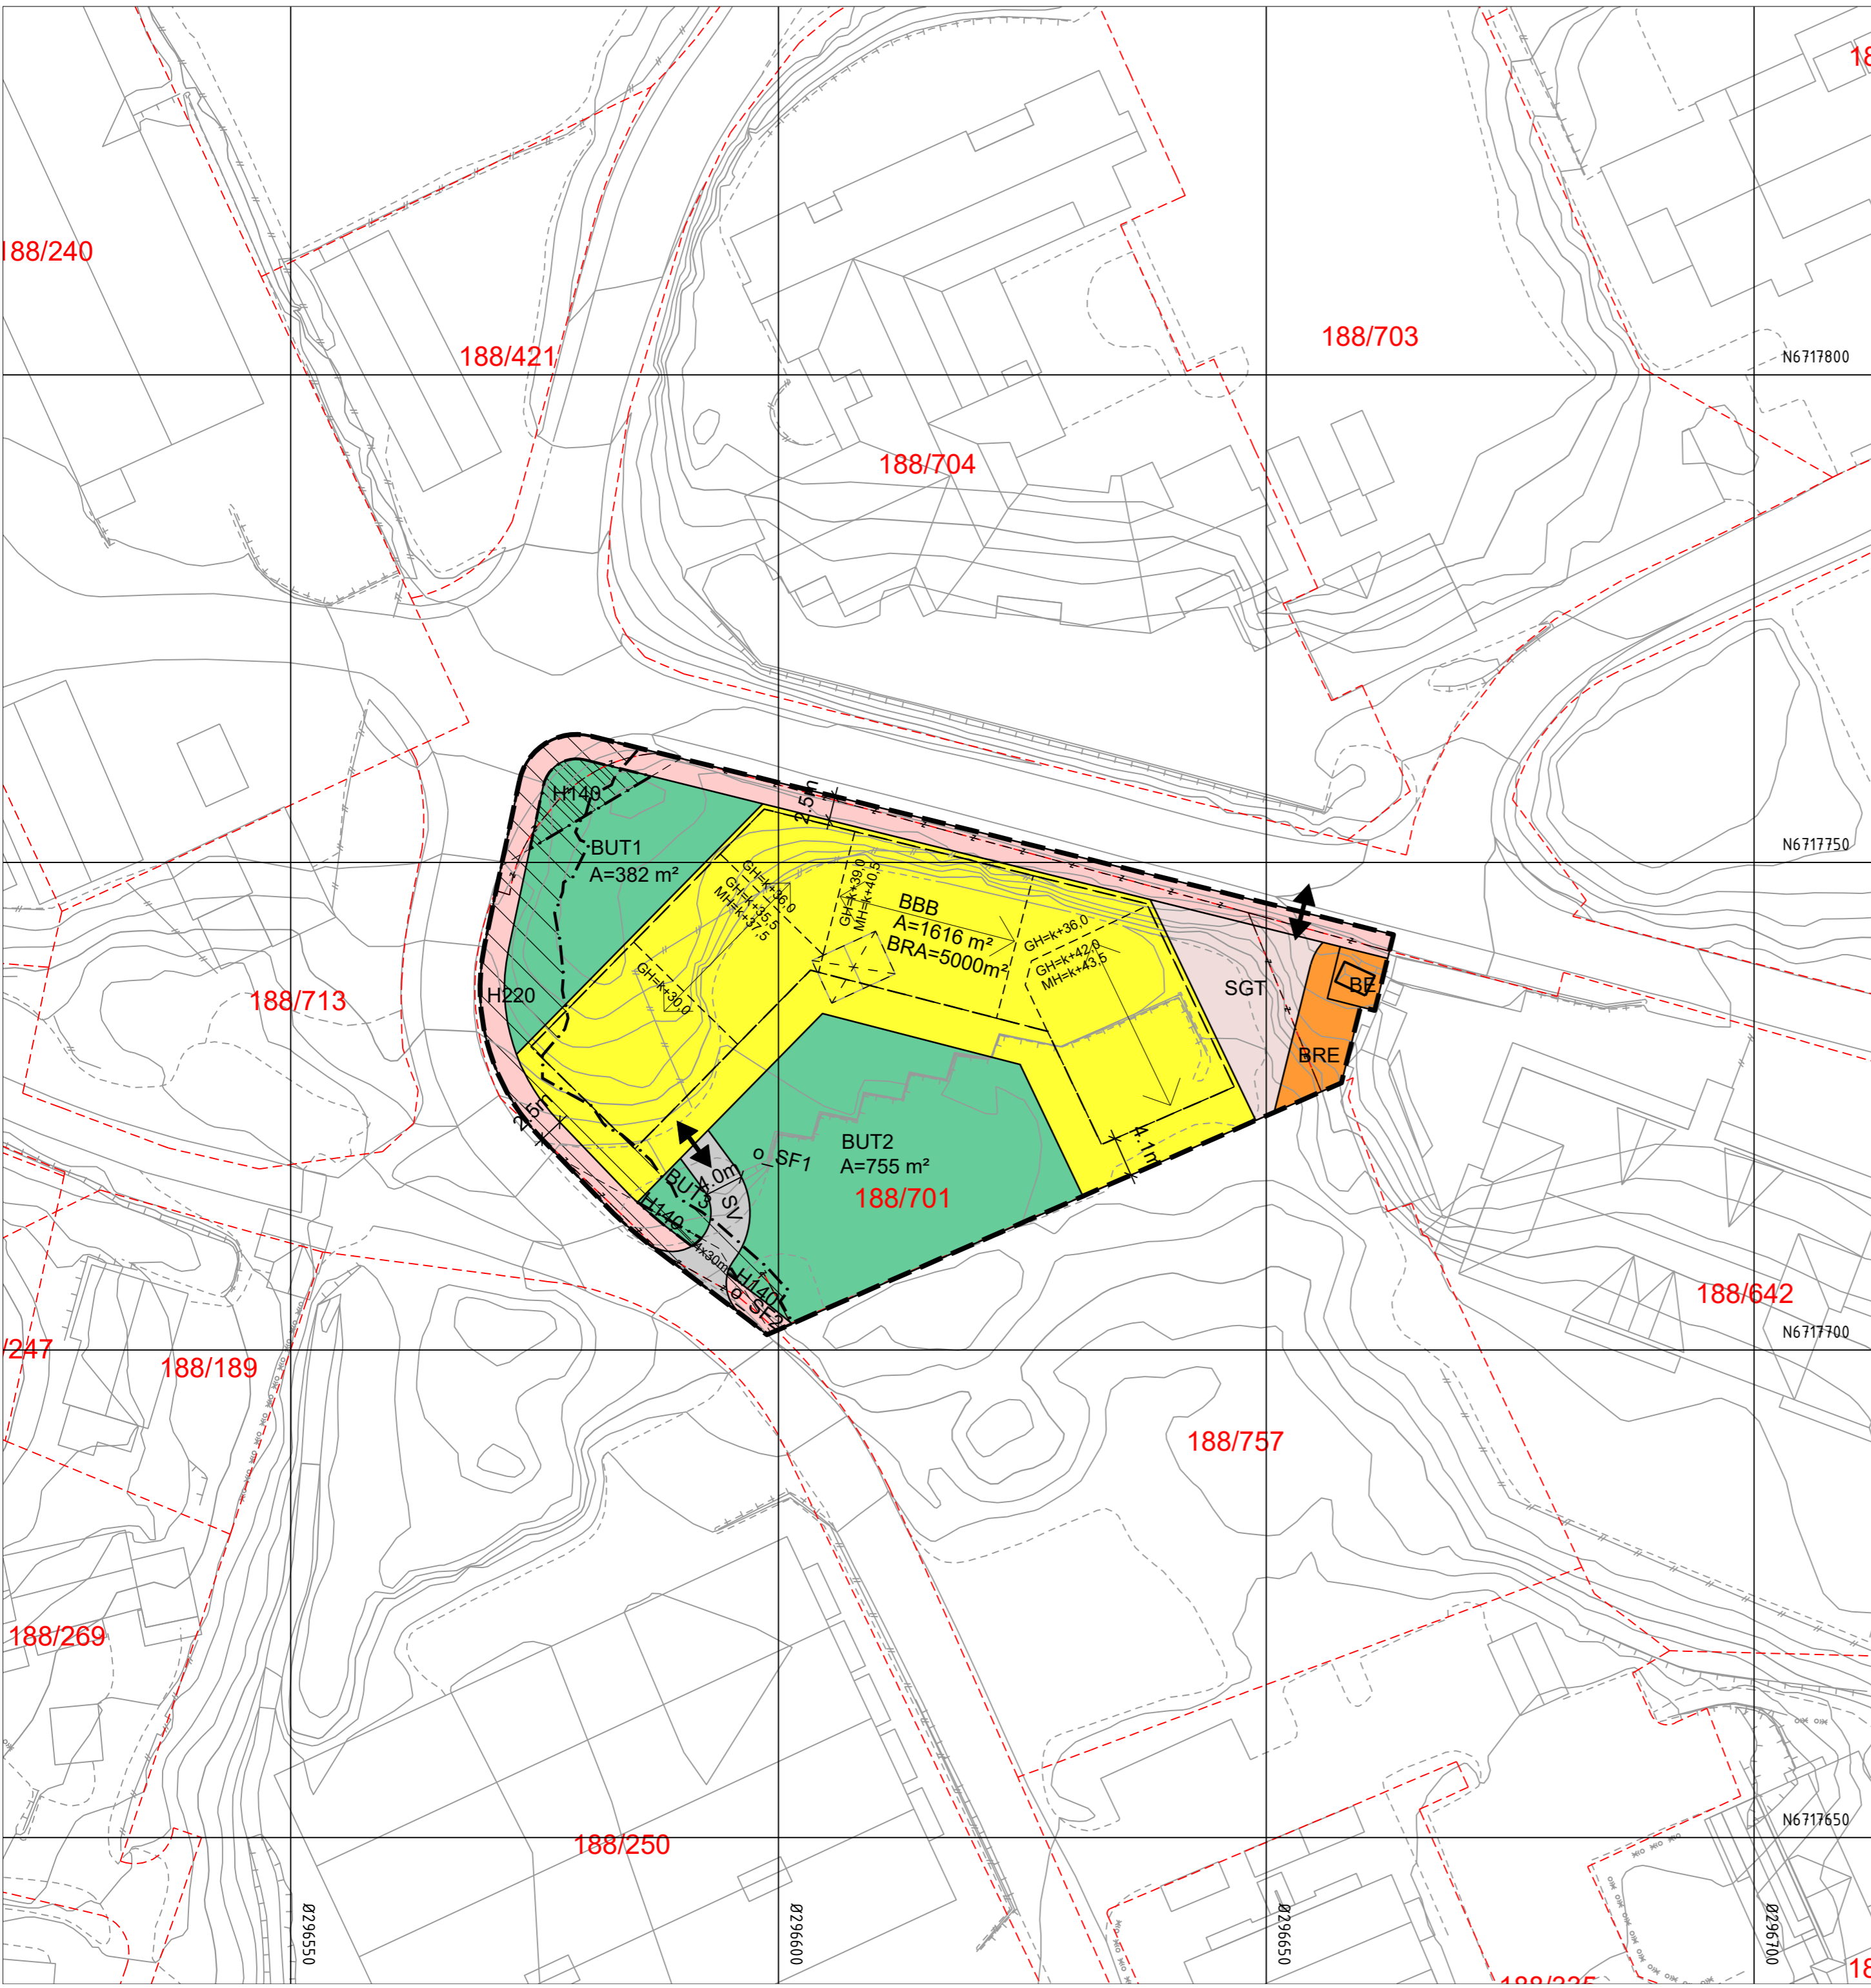 188/240
188/421
188/703
N6717800
188/704
H140
2.5m
N6717750
BUT1
A=382 m²
GH=k+36,0
GH=k+35,5
MH=k+37,5
GH=k+39,0
MH=k+40,5
BBB
A=1616 m²
BRA=5000m²
GH=k+36,0
GH=k+42,0
MH=k+43,5
GH=k+30,0
H220
188/713
SGT
BE
BRE
2.5m
BUT2
A=755 m²
188/701
o_SF1
4.1m
4.0m
BUT3
SV
H140
4x30m
H140
o_SF2
188/642
N6717700
/247
188/189
188/757
188/269
188/250
N6717650
Ø296550
Ø296600
Ø296650
Ø296700